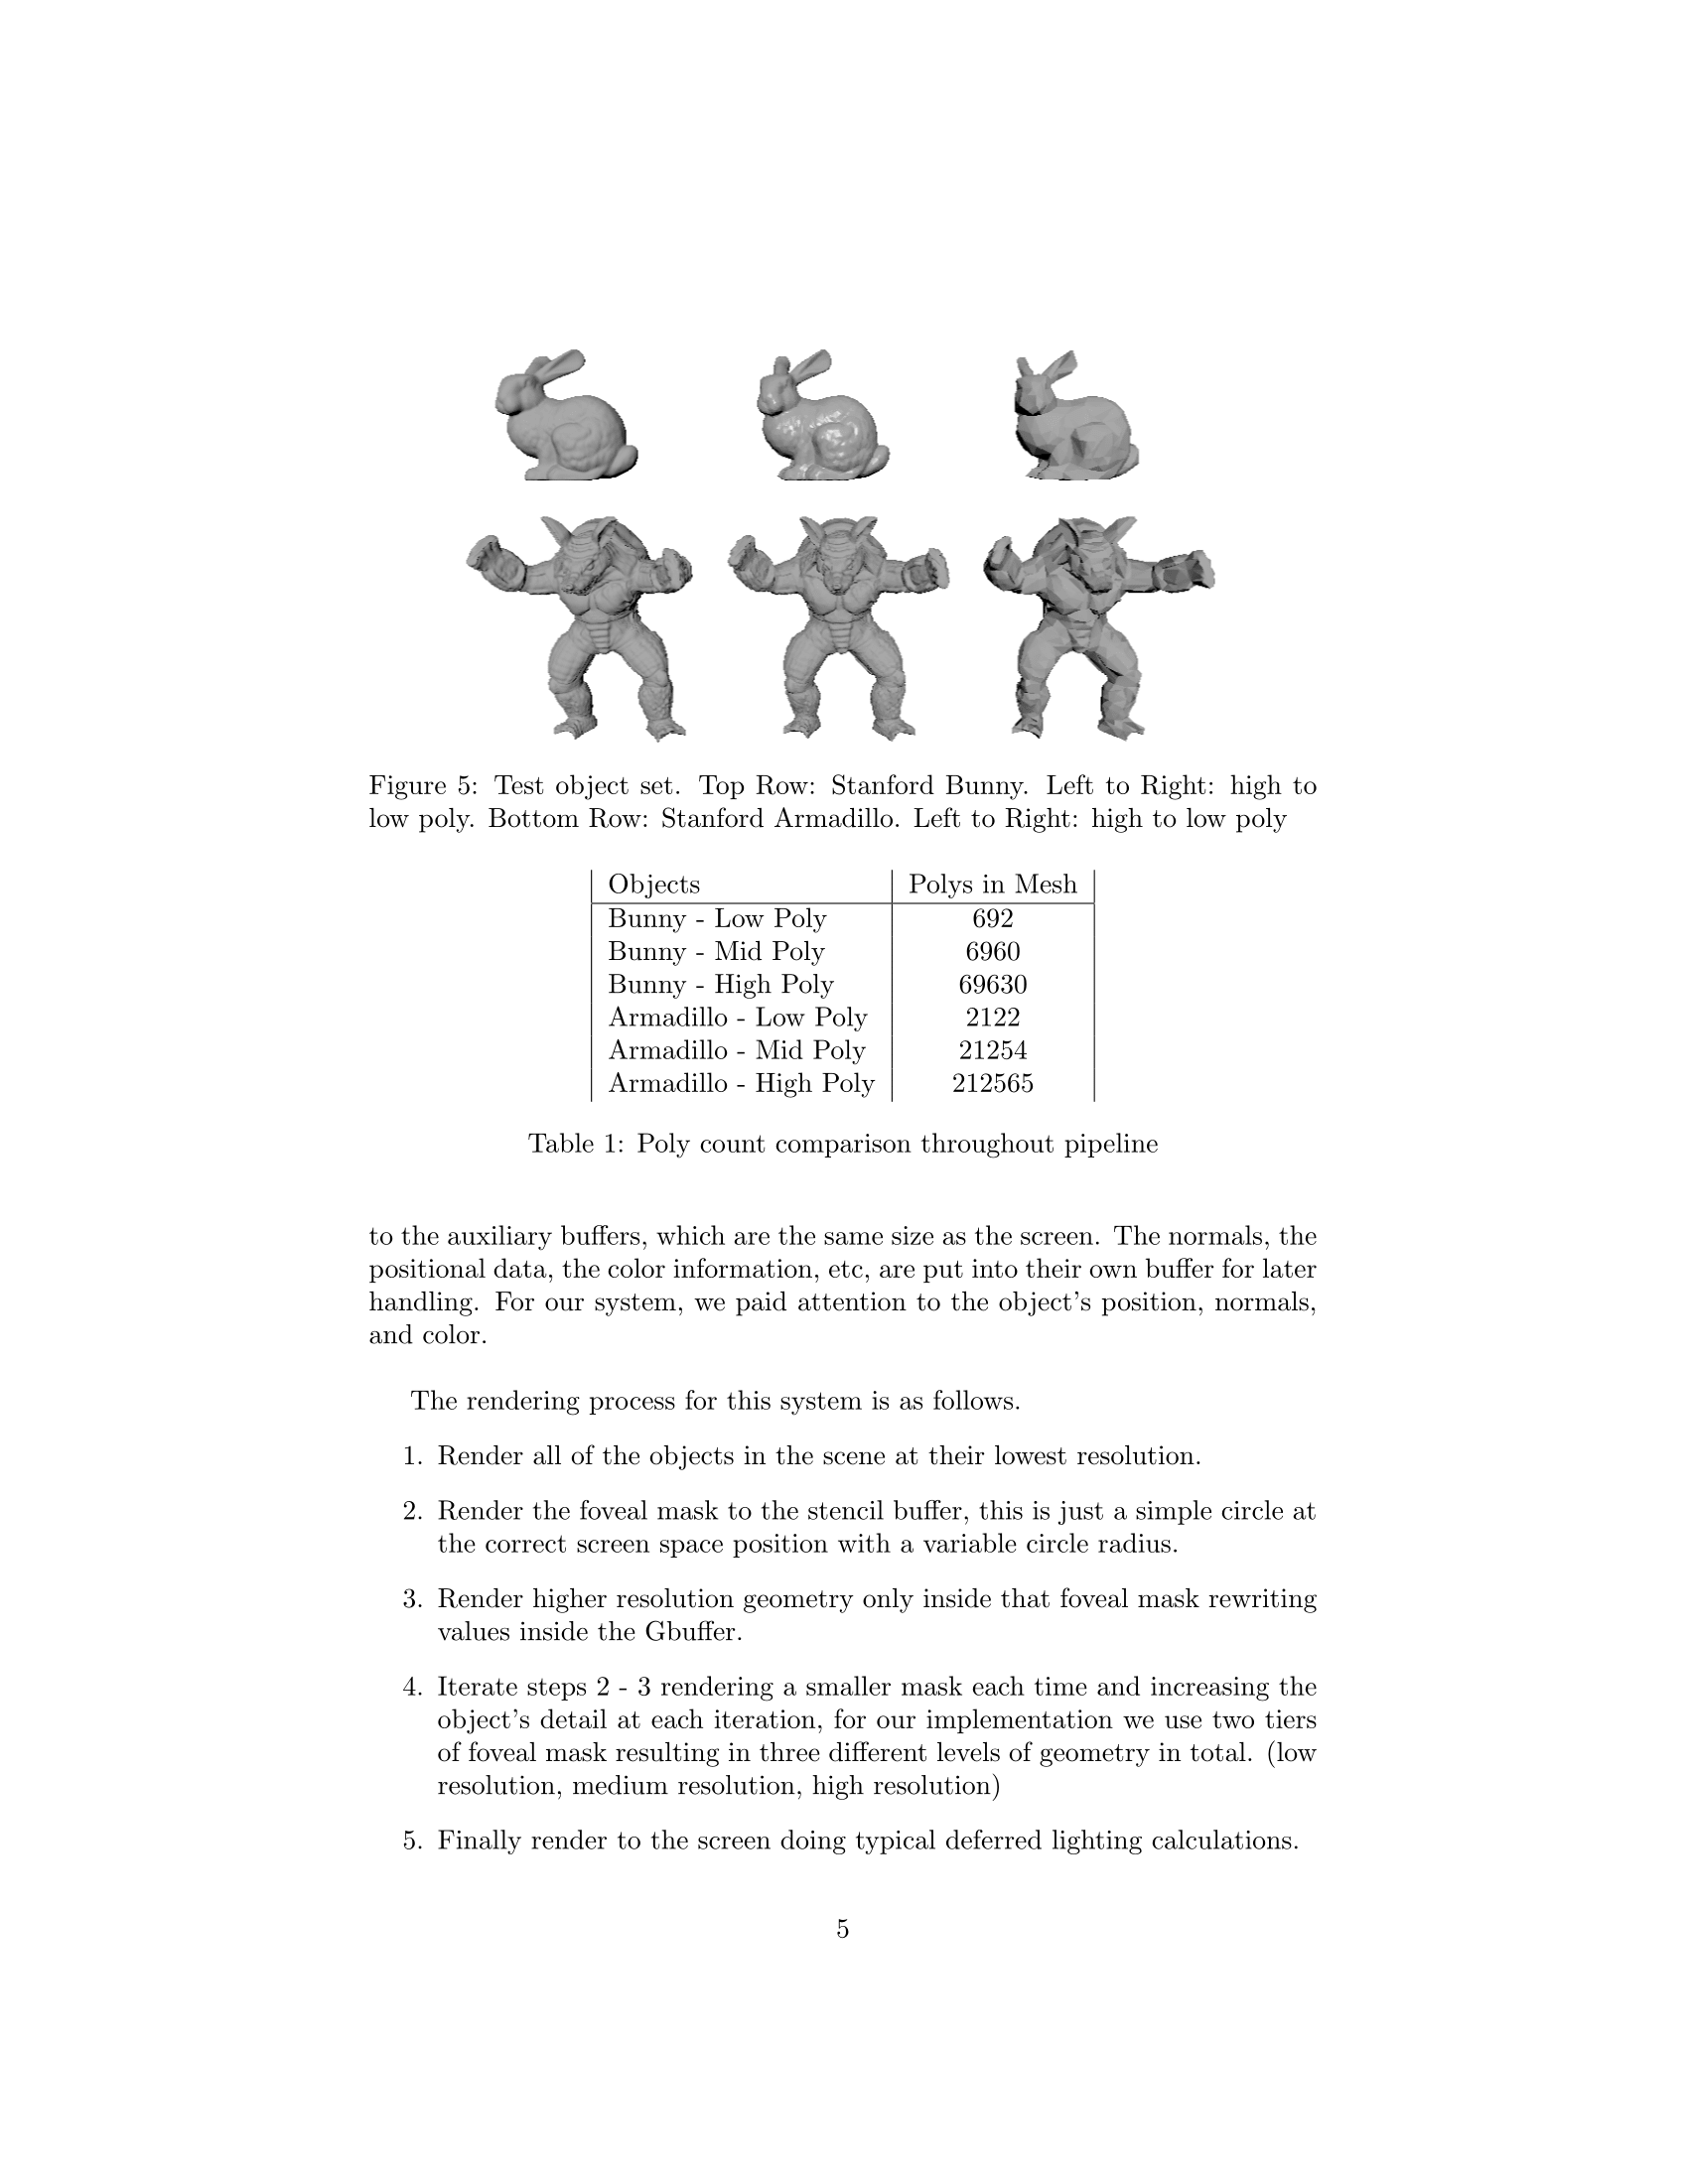 Figure 5: Test object set. Top Row: Stanford Bunny. Left to Right: high to
low poly. Bottom Row: Stanford Armadillo. Left to Right: high to low poly
Objects Polys in Mesh
Bunny - Low Poly 692
Bunny - Mid Poly 6960
Bunny - High Poly 69630
Armadillo - Low Poly 2122
Armadillo - Mid Poly 21254
Armadillo - High Poly 212565
Table 1: Poly count comparison throughout pipeline
to the auxiliary buffers, which are the same size as the screen. The normals, the
positional data, the color information, etc, are put into their own buffer for later
handling. For our system, we paid attention to the object's position, normals,
and color.
The rendering process for this system is as follows.
1. Render all of the objects in the scene at their lowest resolution.
2. Render the foveal mask to the stencil buffer, this is just a simple circle at
the correct screen space position with a variable circle radius.
3. Render higher resolution geometry only inside that foveal mask rewriting
values inside the Gbuffer.
4. Iterate steps 2 - 3 rendering a smaller mask each time and increasing the
object's detail at each iteration, for our implementation we use two tiers
of foveal mask resulting in three different levels of geometry in total. (low
resolution, medium resolution, high resolution)
5. Finally render to the screen doing typical deferred lighting calculations.
5